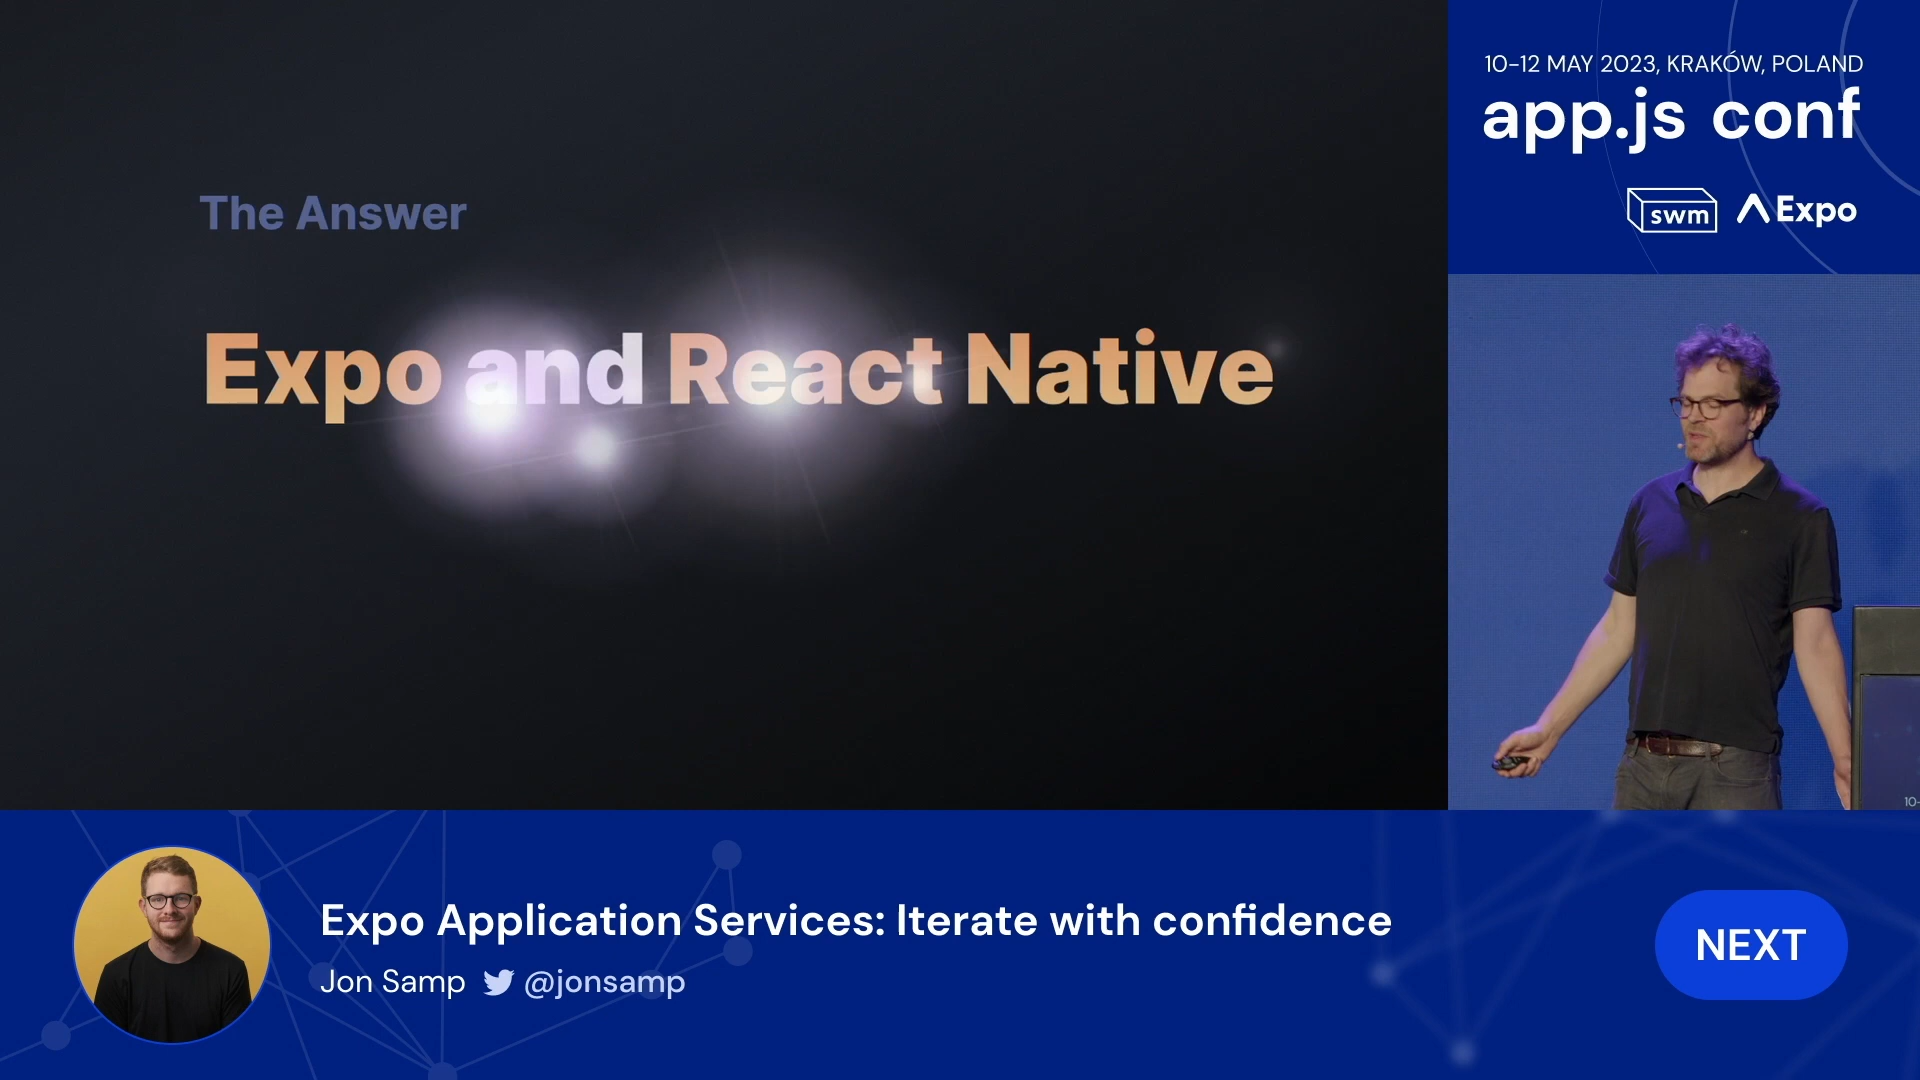 The Answer
Expo and React Native
10–12 MAY 2023, KRAKÓW, POLAND
app.js conf
swm Expo
10-
Expo Application Services: Iterate with confidence
Jon Samp @jonsamp
NEXT